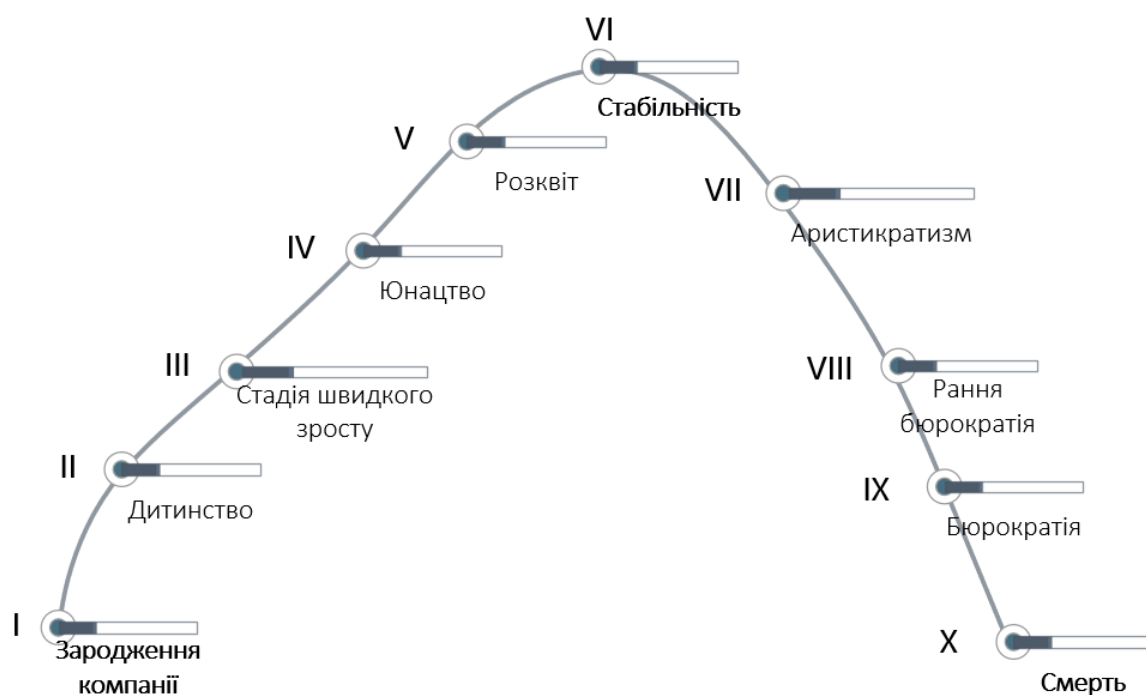 I
Зародження
компанії
II
Дитинство
III
Стадія швидкого
зросту
IV
Юнацтво
V
Розквіт
VI
Стабільність
VII
Аристикратизм
VIII
Рання
бюрократія
IX
Бюрократія
X
Смерть